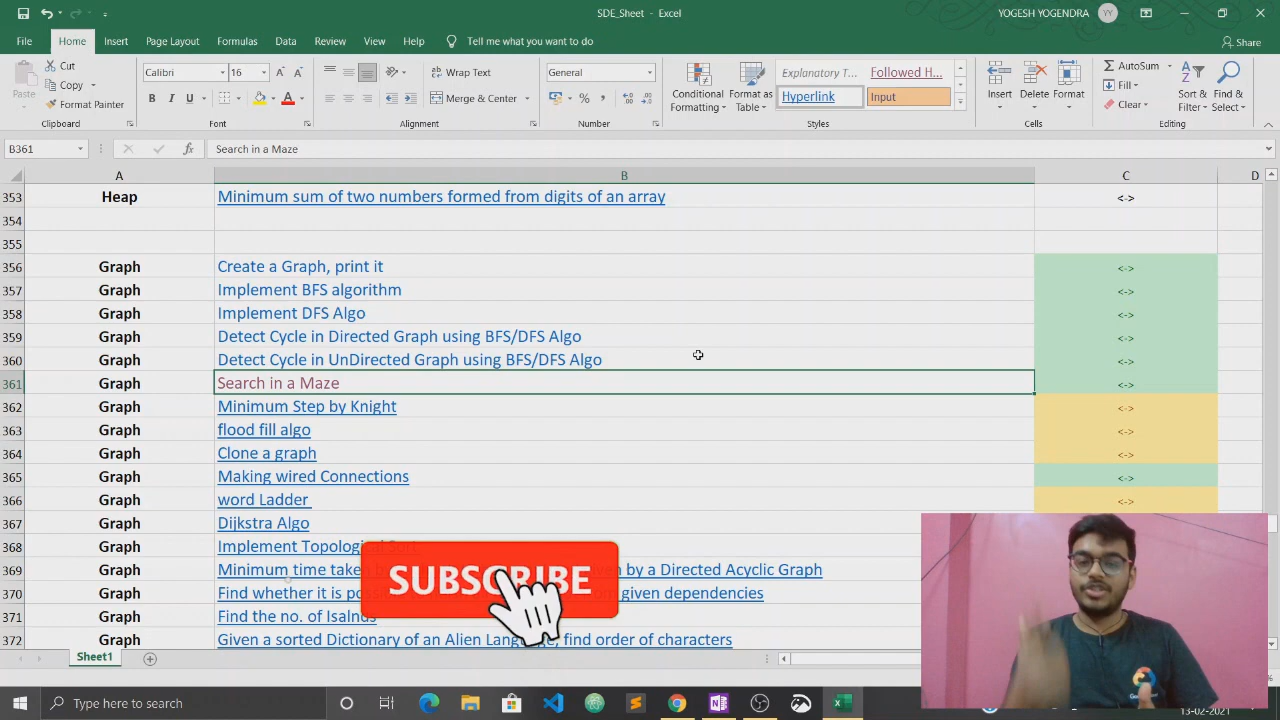 SDE_Sheet - Excel
YOGESH YOGENDRA YY
File Home Insert Page Layout Formulas Data Review View Help Tell me what you want to do Share
Paste
Cut
Copy
Format Painter
Clipboard
Calibri 16
B I U
Font
Wrap Text
Merge & Center
Alignment
General
Number
Conditional Formatting
Format as Table
Explanatory T... Followed H...
Hyperlink Input
Styles
Insert Delete Format
Cells
AutoSum
Fill
Clear
Sort & Filter
Find & Select
Editing
B361 fx Search in a Maze
A B C D
353 Heap Minimum sum of two numbers formed from digits of an array <->
354
355
356 Graph Create a Graph, print it <->
357 Graph Implement BFS algorithm <->
358 Graph Implement DFS Algo <->
359 Graph Detect Cycle in Directed Graph using BFS/DFS Algo <->
360 Graph Detect Cycle in UnDirected Graph using BFS/DFS Algo <->
361 Graph Search in a Maze <->
362 Graph Minimum Step by Knight <->
363 Graph flood fill algo <->
364 Graph Clone a graph <->
365 Graph Making wired Connections <->
366 Graph word Ladder <->
367 Graph Dijkstra Algo
368 Graph Implement Topological Sort
369 Graph Minimum time taken by a Directed Acyclic Graph
370 Graph Find whether it is given dependencies
371 Graph Find the no. of Isalnds
372 Graph Given a sorted Dictionary of an Alien Language, find order of characters
SUBSCRIBE
Sheet1
Type here to search
13-02-2021